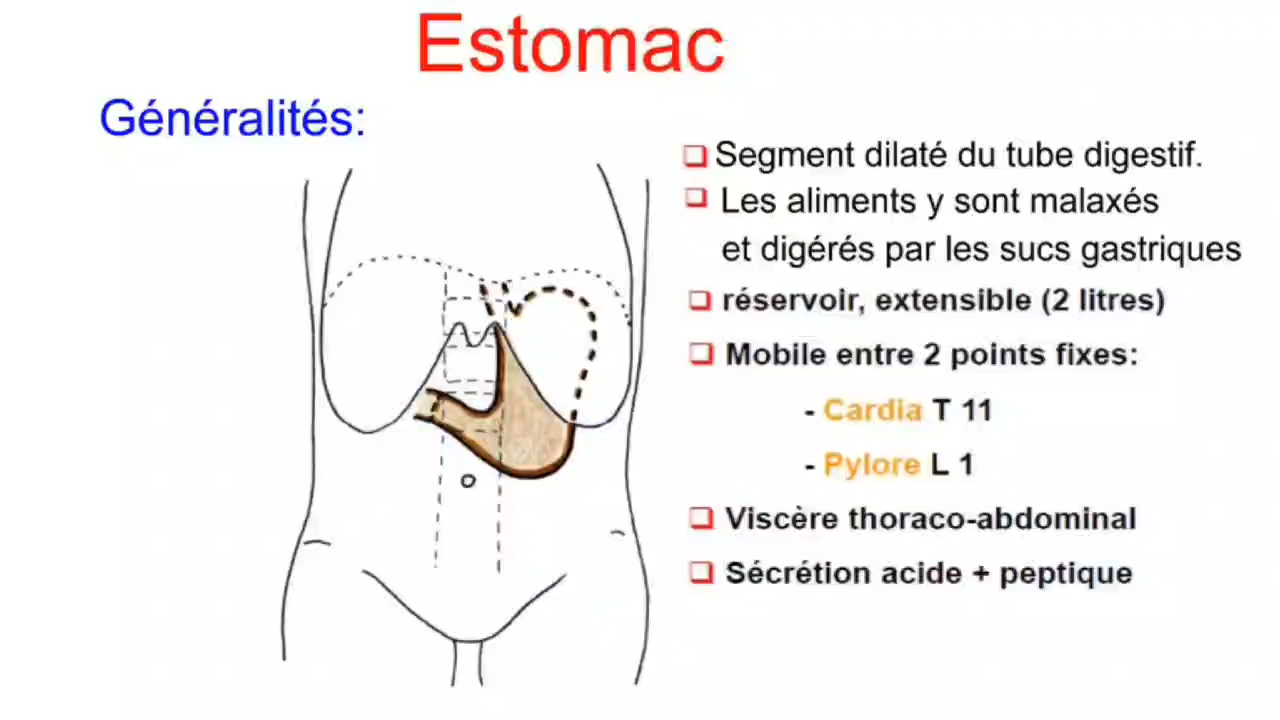 Estomac
Généralités:
Segment dilaté du tube digestif.
Les aliments y sont malaxés
et digérés par les sucs gastriques
réservoir, extensible (2 litres)
Mobile entre 2 points fixes:
- Cardia T 11
- Pylore L 1
Viscère thoraco-abdominal
Sécrétion acide + peptique